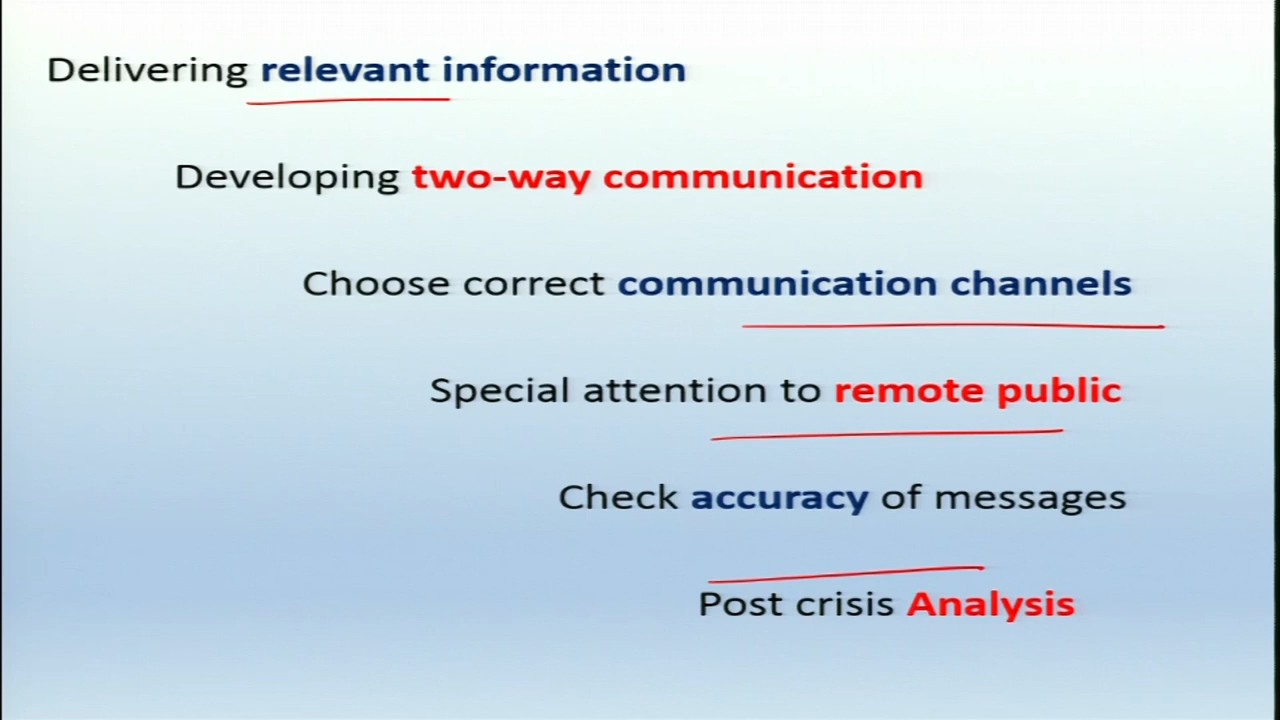 Delivering relevant information
Developing two-way communication
Choose correct communication channels
Special attention to remote public
Check accuracy of messages
Post crisis Analysis